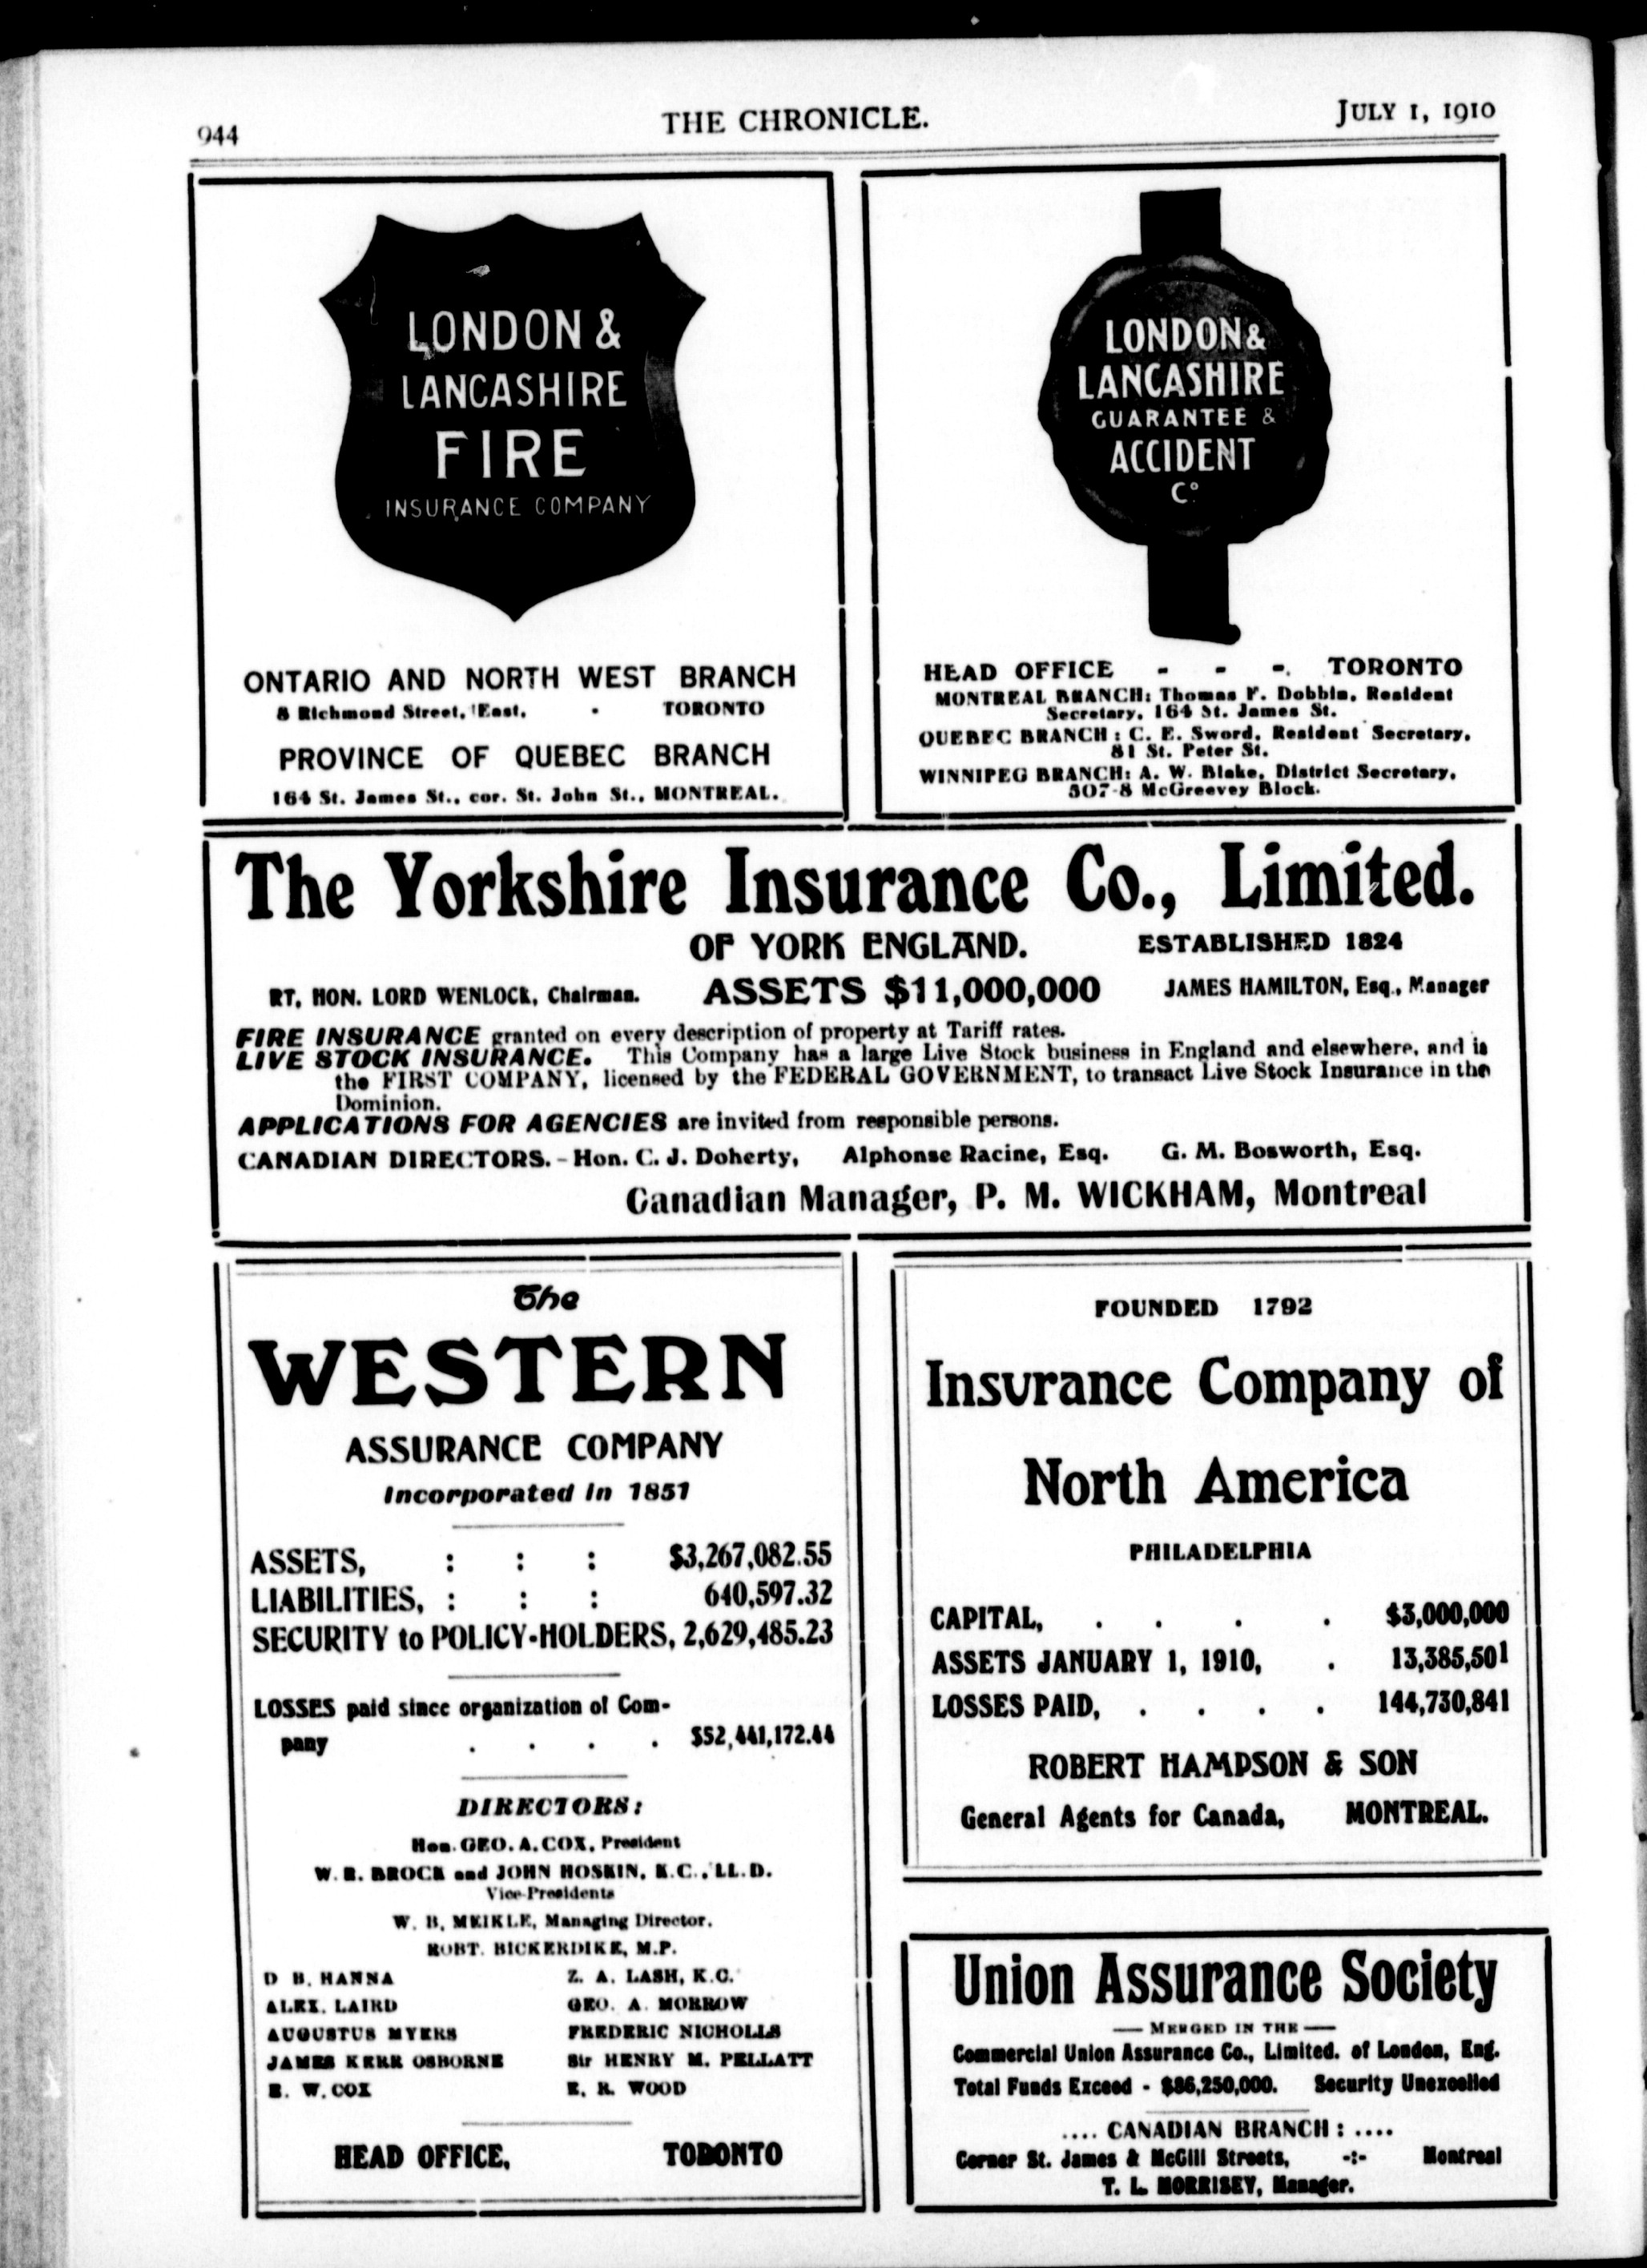 944
THE CHRONICLE.
JULY 1, 1910
LONDON &
LANCASHIRE
FIRE
INSURANCE COMPANY
ONTARIO AND NORTH WEST BRANCH
8 Richmond Street, East, - TORONTO
PROVINCE OF QUEBEC BRANCH
164 St. James St., cor. St. John St., MONTREAL.
LONDON &
LANCASHIRE
GUARANTEE &
ACCIDENT
Co.
HEAD OFFICE - - - TORONTO
MONTREAL BRANCH: Thomas F. Dobbin, Resident
Secretary, 164 St. James St.
QUEBEC BRANCH: C. E. Sword, Resident Secretary,
81 St. Peter St.
WINNIPEG BRANCH: A. W. Blake, District Secretary,
507-8 McGreevey Block.
The Yorkshire Insurance Co., Limited.
OF YORK ENGLAND. ESTABLISHED 1824
RT. HON. LORD WENLOCK, Chairman. ASSETS $11,000,000 JAMES HAMILTON, Esq., Manager
FIRE INSURANCE granted on every description of property at Tariff rates.
LIVE STOCK INSURANCE. This Company has a large Live Stock business in England and elsewhere, and is
the FIRST COMPANY, licensed by the FEDERAL GOVERNMENT, to transact Live Stock Insurance in the
Dominion.
APPLICATIONS FOR AGENCIES are invited from responsible persons.
CANADIAN DIRECTORS.-Hon. C. J. Doherty, Alphonse Racine, Esq. G. M. Bosworth, Esq.
Canadian Manager, P. M. WICKHAM, Montreal
The
WESTERN
ASSURANCE COMPANY
Incorporated in 1851
ASSETS, : : : $3,267,082.55
LIABILITIES, : : : 640,597.32
SECURITY to POLICY-HOLDERS, 2,629,485.23
LOSSES paid since organization of Com-
pany . . . . $52,441,172.44
DIRECTORS:
Hon. GEO. A. COX, President
W. R. BROCK and JOHN HOSKIN, K.C., LL.D.
Vice-Presidents
W. B. MEIKLE, Managing Director.
ROBT. BICKERDIKE, M.P.
D B. HANNA Z. A. LASH, K.C.
ALEX. LAIRD GEO. A. MORROW
AUGUSTUS MYERS FREDERIC NICHOLLS
JAMES KERR OSBORNE Sir HENRY M. PELLATT
E. W. COX E. R. WOOD
HEAD OFFICE, TORONTO
FOUNDED 1792
Insurance Company of
North America
PHILADELPHIA
CAPITAL, . . . . $3,000,000
ASSETS JANUARY 1, 1910, . 13,385,501
LOSSES PAID, . . . . 144,730,841
ROBERT HAMPSON & SON
General Agents for Canada, MONTREAL.
Union Assurance Society
— MERGED IN THE —
Commercial Union Assurance Co., Limited. of London, Eng.
Total Funds Exceed - $86,250,000. Security Unexcelled
.... CANADIAN BRANCH: ....
Corner St. James & McGill Streets, -:- Montreal
T. L. MORRISEY, Manager.